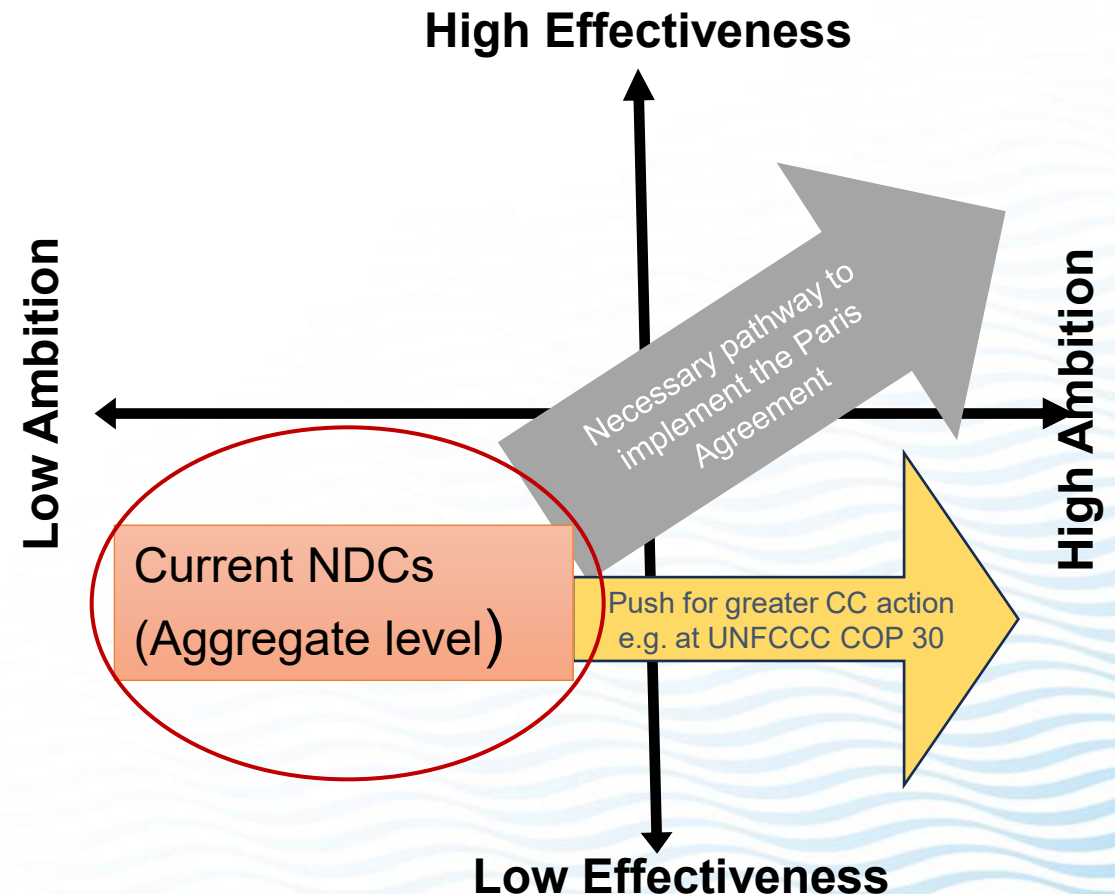 High Effectiveness
Low Ambition
High Ambition
Necessary pathway to
implement the Paris
Agreement
Current NDCs
(Aggregate level)
Push for greater CC action
e.g. at UNFCCC COP 30
Low Effectiveness